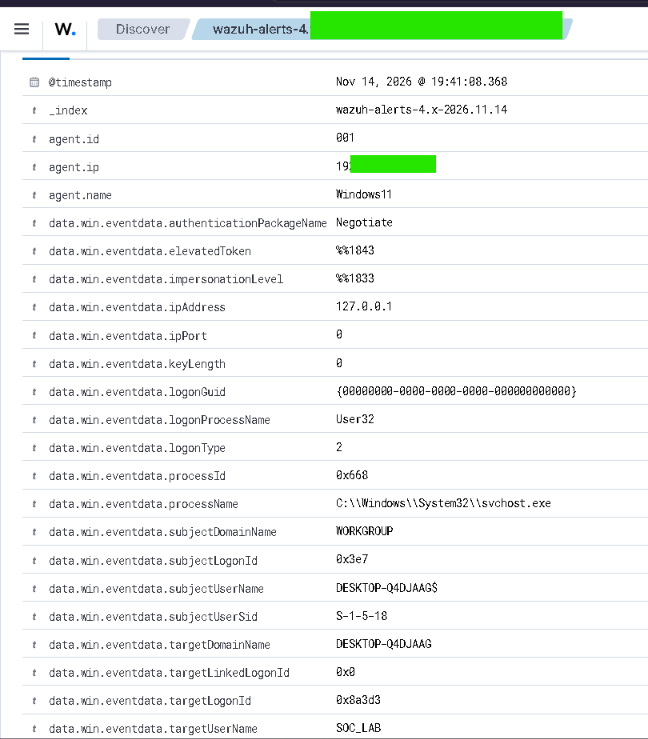 W. Discover wazuh-alerts-4.
@timestamp Nov 14, 2026 @ 19:41:08.368
t _index wazuh-alerts-4.x-2026.11.14
t agent.id 001
t agent.ip 19
t agent.name Windows11
t data.win.eventdata.authenticationPackageName Negotiate
t data.win.eventdata.elevatedToken %%1843
t data.win.eventdata.impersonationLevel %%1833
t data.win.eventdata.ipAddress 127.0.0.1
t data.win.eventdata.ipPort 0
t data.win.eventdata.keyLength 0
t data.win.eventdata.logonGuid {00000000-0000-0000-0000-000000000000}
t data.win.eventdata.logonProcessName User32
t data.win.eventdata.logonType 2
t data.win.eventdata.processId 0x668
t data.win.eventdata.processName C:\\Windows\\System32\\svchost.exe
t data.win.eventdata.subjectDomainName WORKGROUP
t data.win.eventdata.subjectLogonId 0x3e7
t data.win.eventdata.subjectUserName DESKTOP-Q4DJAAG$
t data.win.eventdata.subjectUserSid S-1-5-18
t data.win.eventdata.targetDomainName DESKTOP-Q4DJAAG
t data.win.eventdata.targetLinkedLogonId 0x0
t data.win.eventdata.targetLogonId 0x8a3d3
t data.win.eventdata.targetUserName SOC_LAB